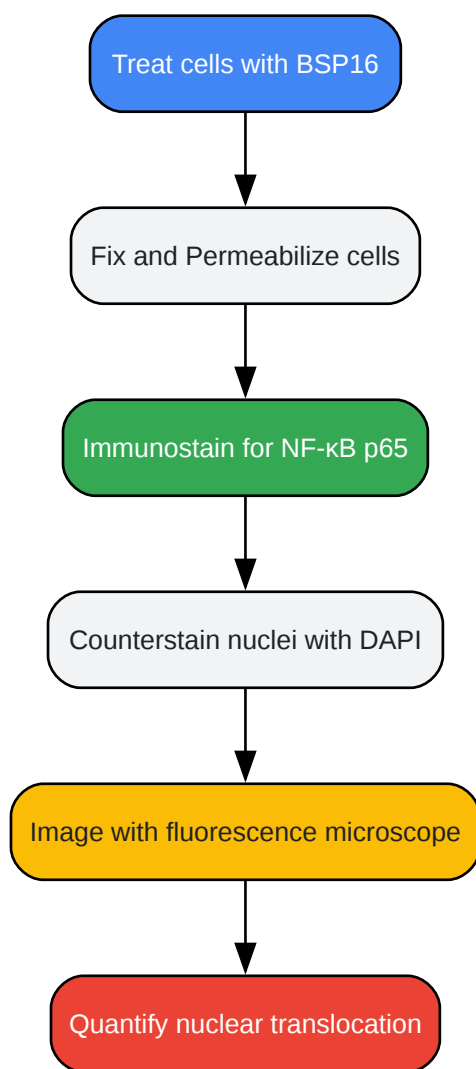 Treat cells with BSP16
Fix and Permeabilize cells
Immunostain for NF-κB p65
Counterstain nuclei with DAPI
Image with fluorescence microscope
Quantify nuclear translocation